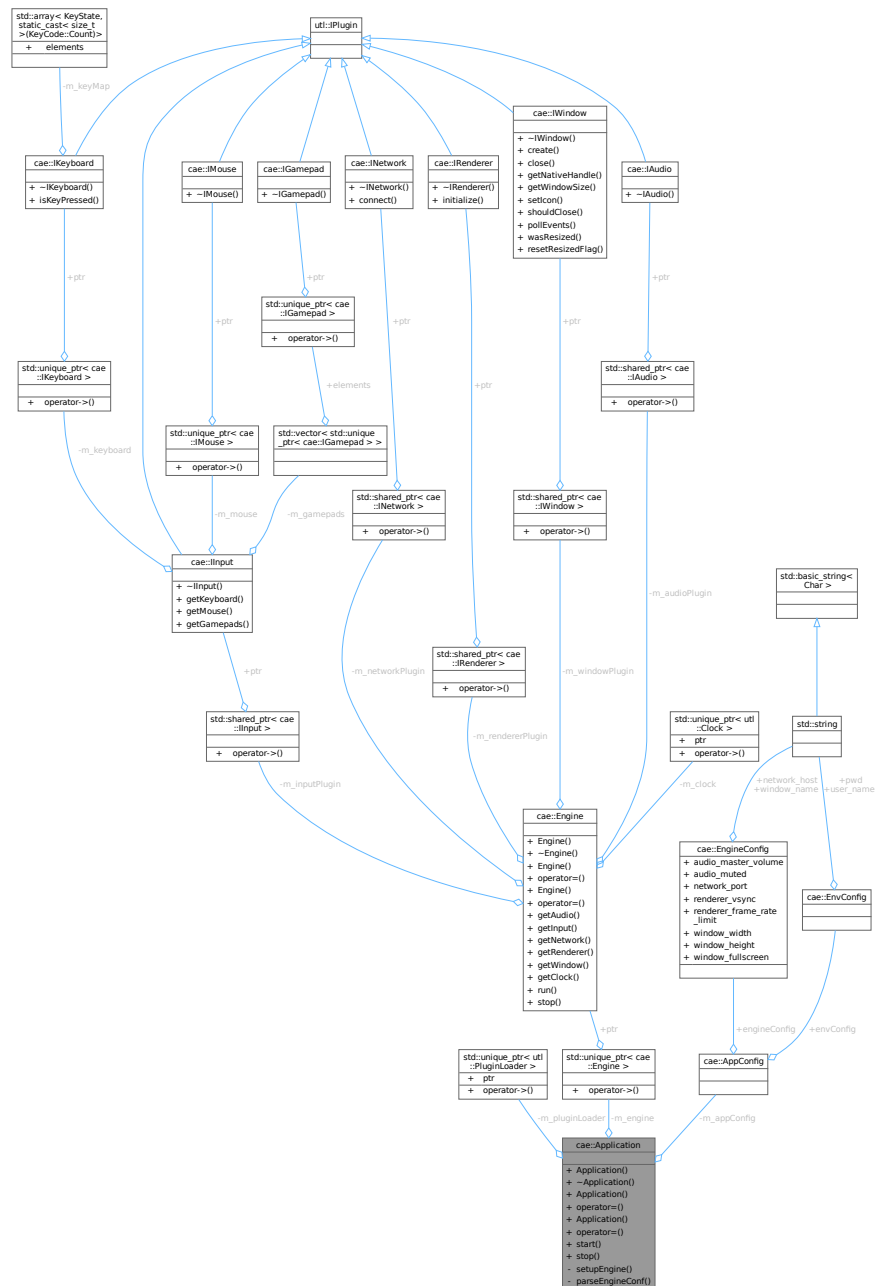 std::array< KeyState,
static_cast< size_t
>(KeyCode::Count)>
+ elements
utl::IPlugin
-m_keyMap
cae::IKeyboard
+ ~IKeyboard()
+ isKeyPressed()
cae::IMouse
+ ~IMouse()
cae::IGamepad
+ ~IGamepad()
cae::INetwork
+ ~INetwork()
+ connect()
cae::IRenderer
+ ~IRenderer()
+ initialize()
cae::IWindow
+ ~IWindow()
+ create()
+ close()
+ getNativeHandle()
+ getWindowSize()
+ setIcon()
+ shouldClose()
+ pollEvents()
+ wasResized()
+ resetResizedFlag()
cae::IAudio
+ ~IAudio()
+ptr
+ptr
+ptr
+ptr
+ptr
+ptr
+ptr
std::unique_ptr< cae
::IKeyboard >
+ operator->()
std::unique_ptr< cae
::IGamepad >
+ operator->()
std::shared_ptr< cae
::IAudio >
+ operator->()
+elements
-m_keyboard
std::unique_ptr< cae
::IMouse >
+ operator->()
std::vector< std::unique
_ptr< cae::IGamepad > >
-m_mouse
-m_gamepads
std::shared_ptr< cae
::INetwork >
+ operator->()
std::shared_ptr< cae
::IWindow >
+ operator->()
cae::IInput
+ ~IInput()
+ getKeyboard()
+ getMouse()
+ getGamepads()
-m_audioPlugin
std::basic_string<
Char >
+ptr
-m_networkPlugin
std::shared_ptr< cae
::IRenderer >
+ operator->()
-m_windowPlugin
std::shared_ptr< cae
::IInput >
+ operator->()
-m_rendererPlugin
std::unique_ptr< utl
::Clock >
+ ptr
+ operator->()
std::string
-m_inputPlugin
-m_clock
+network_host
+window_name
+pwd
+user_name
cae::Engine
+ Engine()
+ ~Engine()
+ Engine()
+ operator=()
+ Engine()
+ operator=()
+ getAudio()
+ getInput()
+ getNetwork()
+ getRenderer()
+ getWindow()
+ getClock()
+ run()
+ stop()
cae::EngineConfig
+ audio_master_volume
+ audio_muted
+ network_port
+ renderer_vsync
+ renderer_frame_rate
_limit
+ window_width
+ window_height
+ window_fullscreen
cae::EnvConfig
+ptr
+engineConfig
+envConfig
std::unique_ptr< utl
::PluginLoader >
+ ptr
+ operator->()
std::unique_ptr< cae
::Engine >
+ operator->()
cae::AppConfig
-m_pluginLoader
-m_engine
-m_appConfig
cae::Application
+ Application()
+ ~Application()
+ Application()
+ operator=()
+ Application()
+ operator=()
+ start()
+ stop()
- setupEngine()
- parseEngineConf()